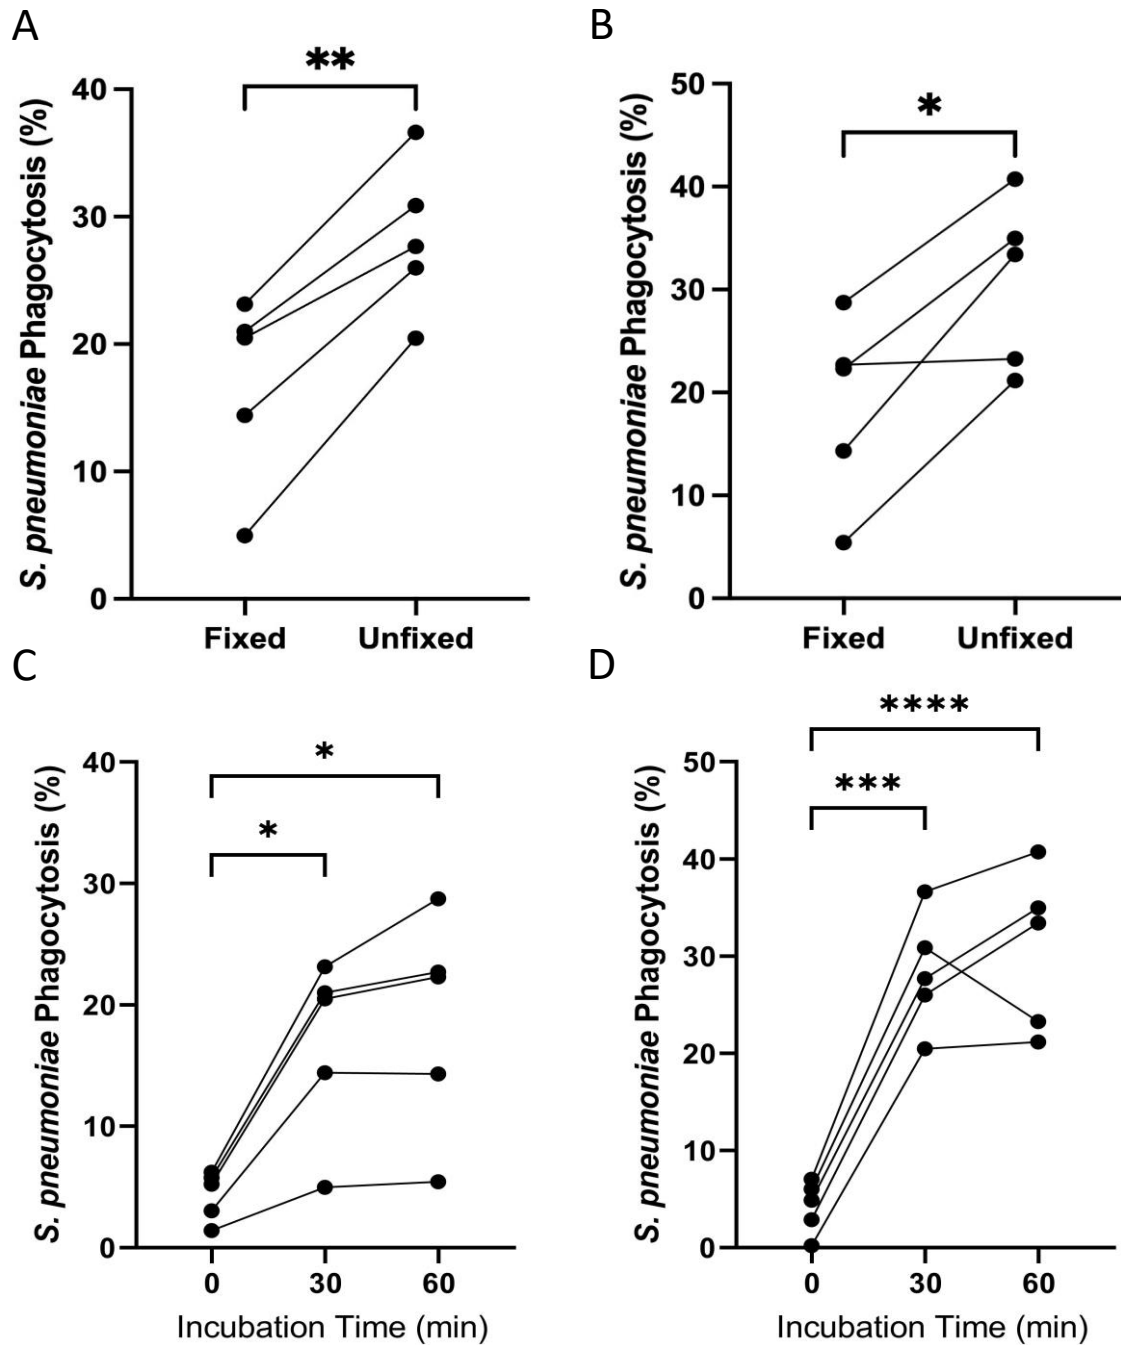 A
**
S. pneumoniae Phagocytosis (%)
40
30
20
10
0
Fixed Unfixed
B
*
S. pneumoniae Phagocytosis (%)
50
40
30
20
10
0
Fixed Unfixed
C
*
*
S. pneumoniae Phagocytosis (%)
40
30
20
10
0
0 30 60
Incubation Time (min)
D
****
***
S. pneumoniae Phagocytosis (%)
50
40
30
20
10
0
0 30 60
Incubation Time (min)